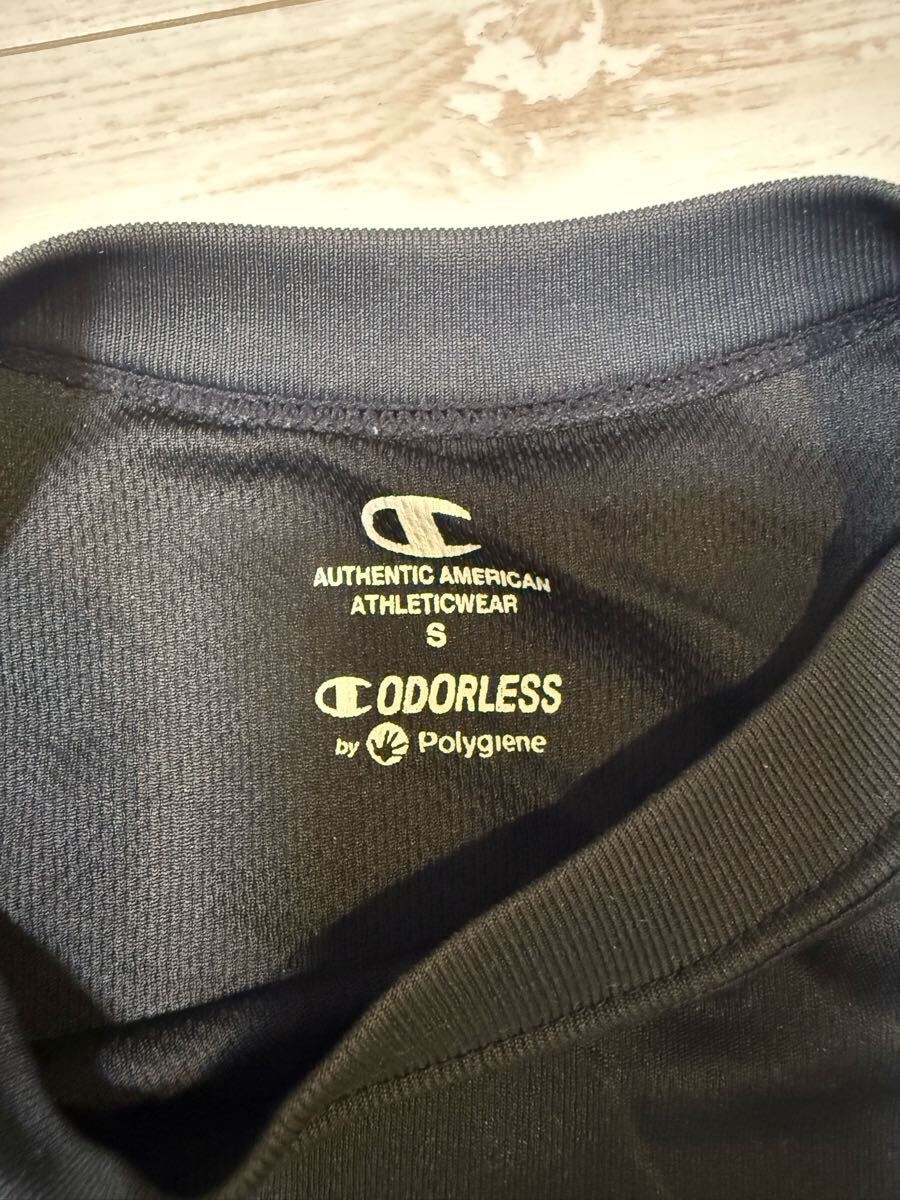 AUTHENTIC AMERICAN
ATHLETICWEAR
S
ODORLESS
by Polygiene